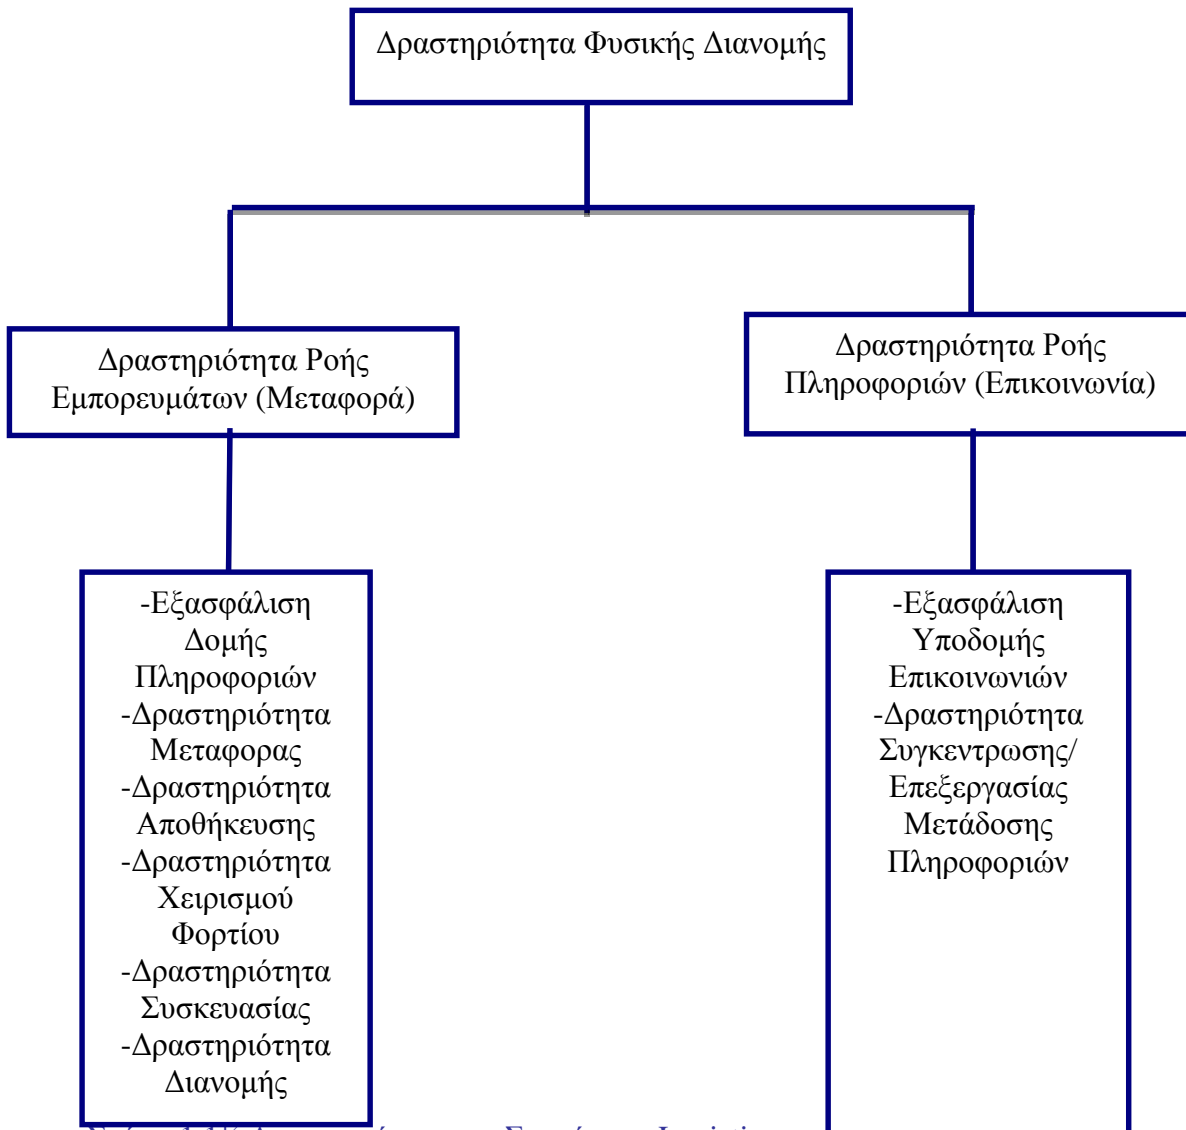 Δραστηριότητα Φυσικής Διανομής
Δραστηριότητα Ροής
Εμπορευμάτων (Μεταφορά)
Δραστηριότητα Ροής
Πληροφοριών (Επικοινωνία)
-Εξασφάλιση
Δομής
Πληροφοριών
-Δραστηριότητα
Μεταφορας
-Δραστηριότητα
Αποθήκευσης
-Δραστηριότητα
Χειρισμού
Φορτίου
-Δραστηριότητα
Συσκευασίας
-Δραστηριότητα
Διανομής
-Εξασφάλιση
Υποδομής
Επικοινωνιών
-Δραστηριότητα
Συγκεντρωσης/
Επεξεργασίας
Μετάδοσης
Πληροφοριών